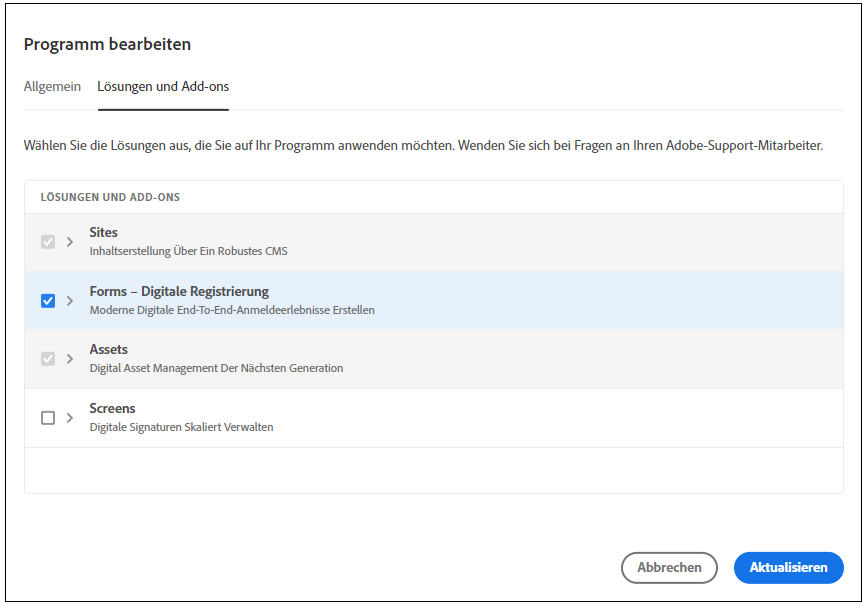 Programm bearbeiten
Allgemein
Lösungen und Add-ons
Wählen Sie die Lösungen aus, die Sie auf Ihr Programm anwenden möchten. Wenden Sie sich bei Fragen an Ihren Adobe-Support-Mitarbeiter.
LÖSUNGEN UND ADD-ONS
Sites
Inhaltserstellung Über Ein Robustes CMS
Forms – Digitale Registrierung
Moderne Digitale End-To-End-Anmeldeerlebnisse Erstellen
Assets
Digital Asset Management Der Nächsten Generation
Screens
Digitale Signaturen Skaliert Verwalten
Abbrechen
Aktualisieren